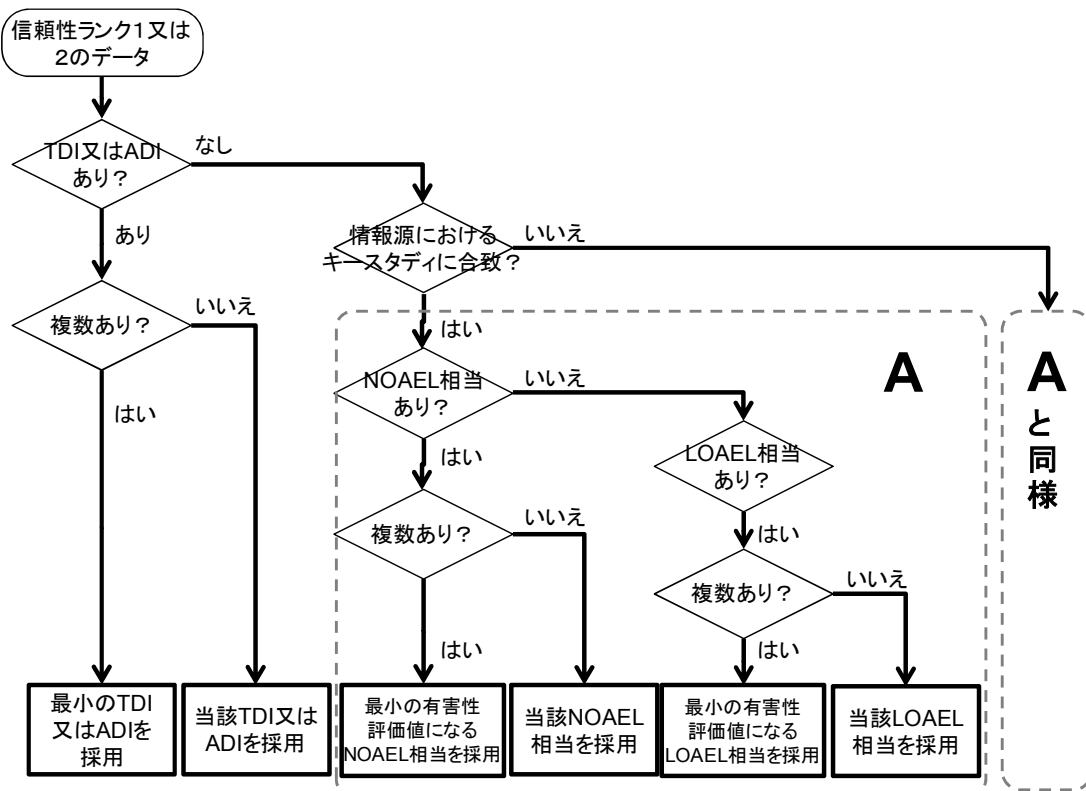 信頼性ランク1又は
2のデータ
TDI又はADI
あり?
なし
あり
情報源における
キースタディに合致?
いいえ
複数あり?
いいえ
はい
はい
A
A
と
同
様
NOAEL相当
あり?
いいえ
はい
LOAEL相当
あり?
はい
複数あり?
いいえ
はい
複数あり?
いいえ
はい
最小のTDI
又はADIを
採用
当該TDI又は
ADIを採用
最小の有害性
評価値になる
NOAEL相当を採用
当該NOAEL
相当を採用
最小の有害性
評価値になる
LOAEL相当を採用
当該LOAEL
相当を採用